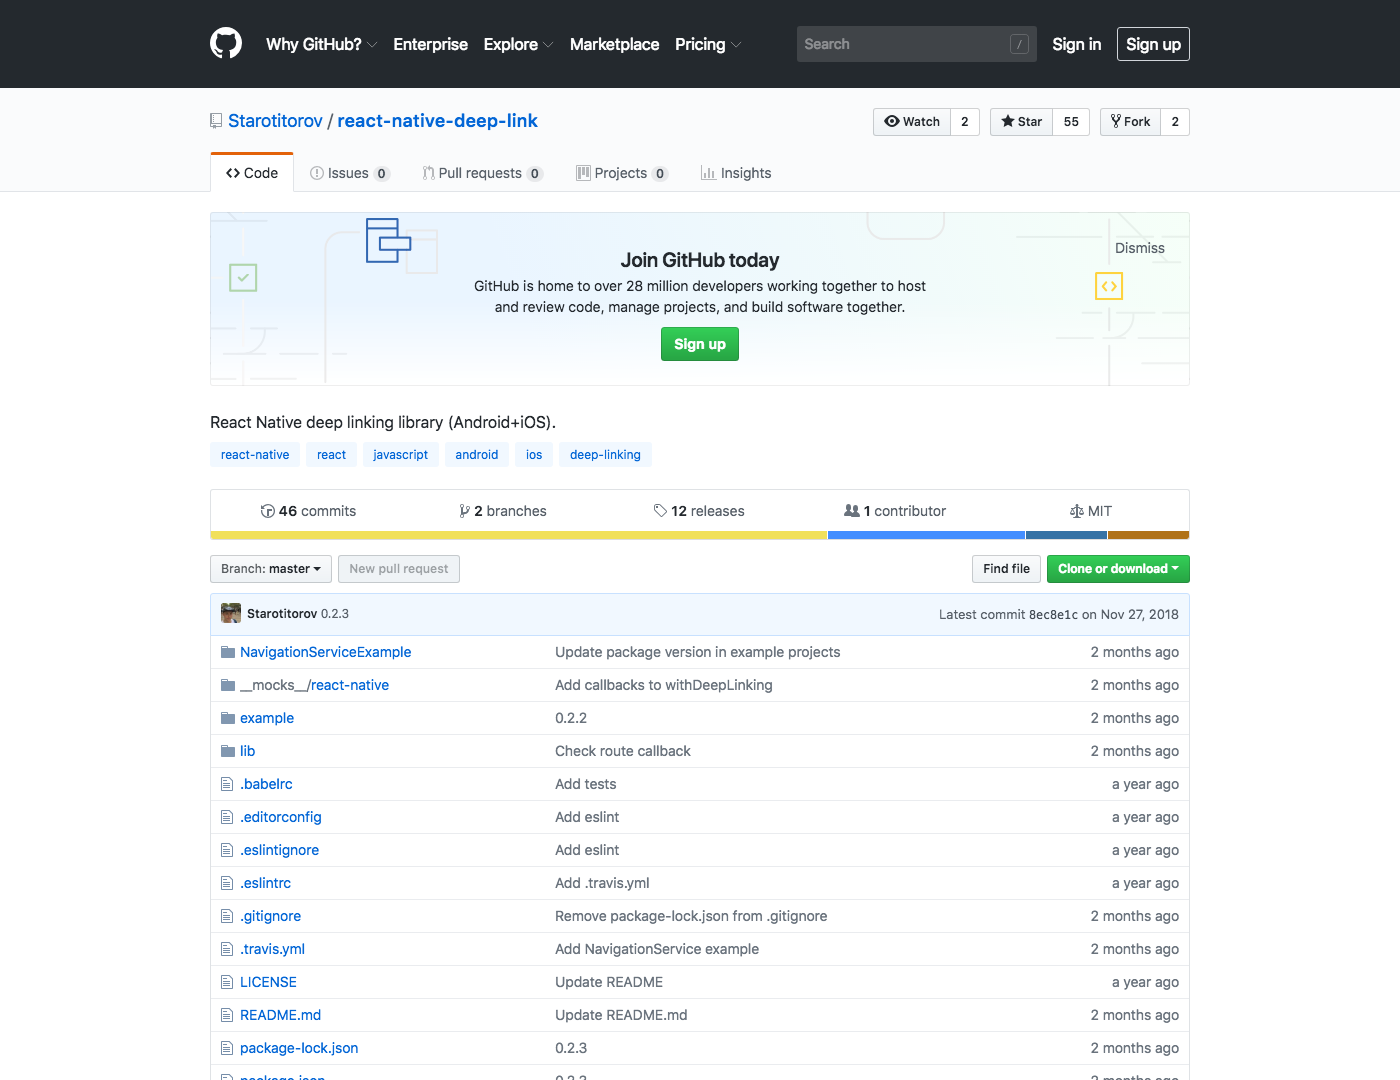 Why GitHub? Enterprise Explore Marketplace Pricing Search / Sign in Sign up
Starotitorov / react-native-deep-link Watch 2 Star 55 Fork 2
Code Issues 0 Pull requests 0 Projects 0 Insights
Dismiss
Join GitHub today
GitHub is home to over 28 million developers working together to host
and review code, manage projects, and build software together.
Sign up
React Native deep linking library (Android+iOS).
react-native react javascript android ios deep-linking
46 commits 2 branches 12 releases 1 contributor MIT
Branch: master New pull request Find file Clone or download
Starotitorov 0.2.3 Latest commit 8ec8e1c on Nov 27, 2018
NavigationServiceExample Update package version in example projects 2 months ago
__mocks__/react-native Add callbacks to withDeepLinking 2 months ago
example 0.2.2 2 months ago
lib Check route callback 2 months ago
.babelrc Add tests a year ago
.editorconfig Add eslint a year ago
.eslintignore Add eslint a year ago
.eslintrc Add .travis.yml a year ago
.gitignore Remove package-lock.json from .gitignore 2 months ago
.travis.yml Add NavigationService example 2 months ago
LICENSE Update README a year ago
README.md Update README.md 2 months ago
package-lock.json 0.2.3 2 months ago
package.json 0.2.3 2 months ago